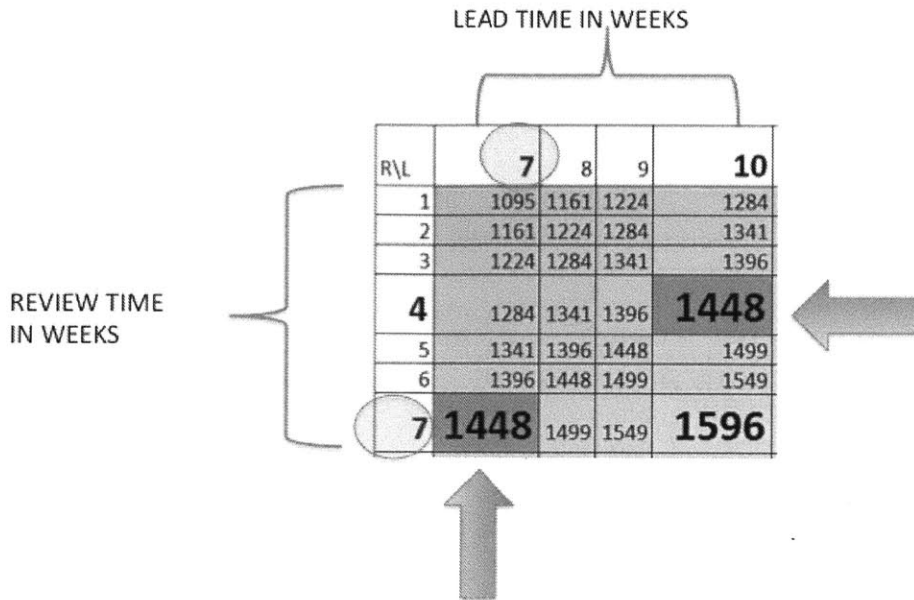 LEAD TIME IN WEEKS
R\L 7 8 9 10
1 1095 1161 1224 1284
2 1161 1224 1284 1341
3 1224 1284 1341 1396
4 1284 1341 1396 1448
5 1341 1396 1448 1499
6 1396 1448 1499 1549
7 1448 1499 1549 1596
REVIEW TIME
IN WEEKS